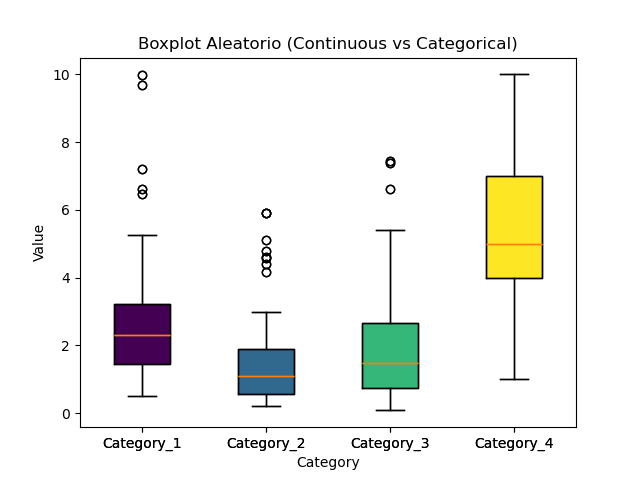 Boxplot Aleatorio (Continuous vs Categorical)
10
8
6
4
2
0
Value
Category_1 Category_2 Category_3 Category_4
Category